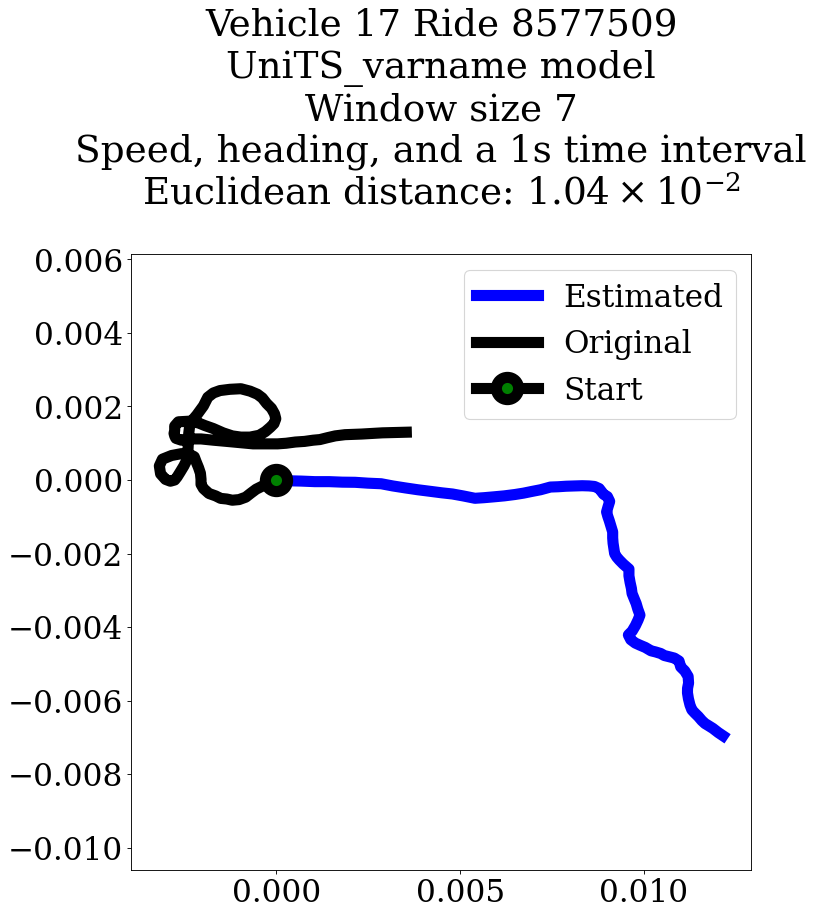 Vehicle 17 Ride 8577509
UniTS_varname model
Window size 7
Speed, heading, and a 1s time interval
Euclidean distance: 1.04 × 10⁻²
0.006
0.004
0.002
0.000
−0.002
−0.004
−0.006
−0.008
−0.010
Estimated
Original
Start
0.000 0.005 0.010